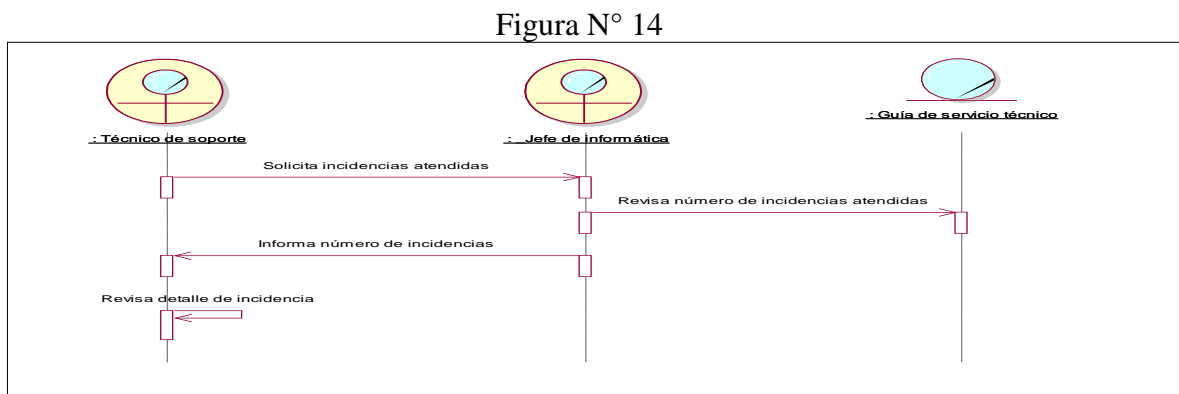 Figura N° 14
: Técnico de soporte
: _Jefe de informática
: Guía de servicio técnico
Solicita incidencias atendidas
Revisa número de incidencias atendidas
Informa número de incidencias
Revisa detalle de incidencia